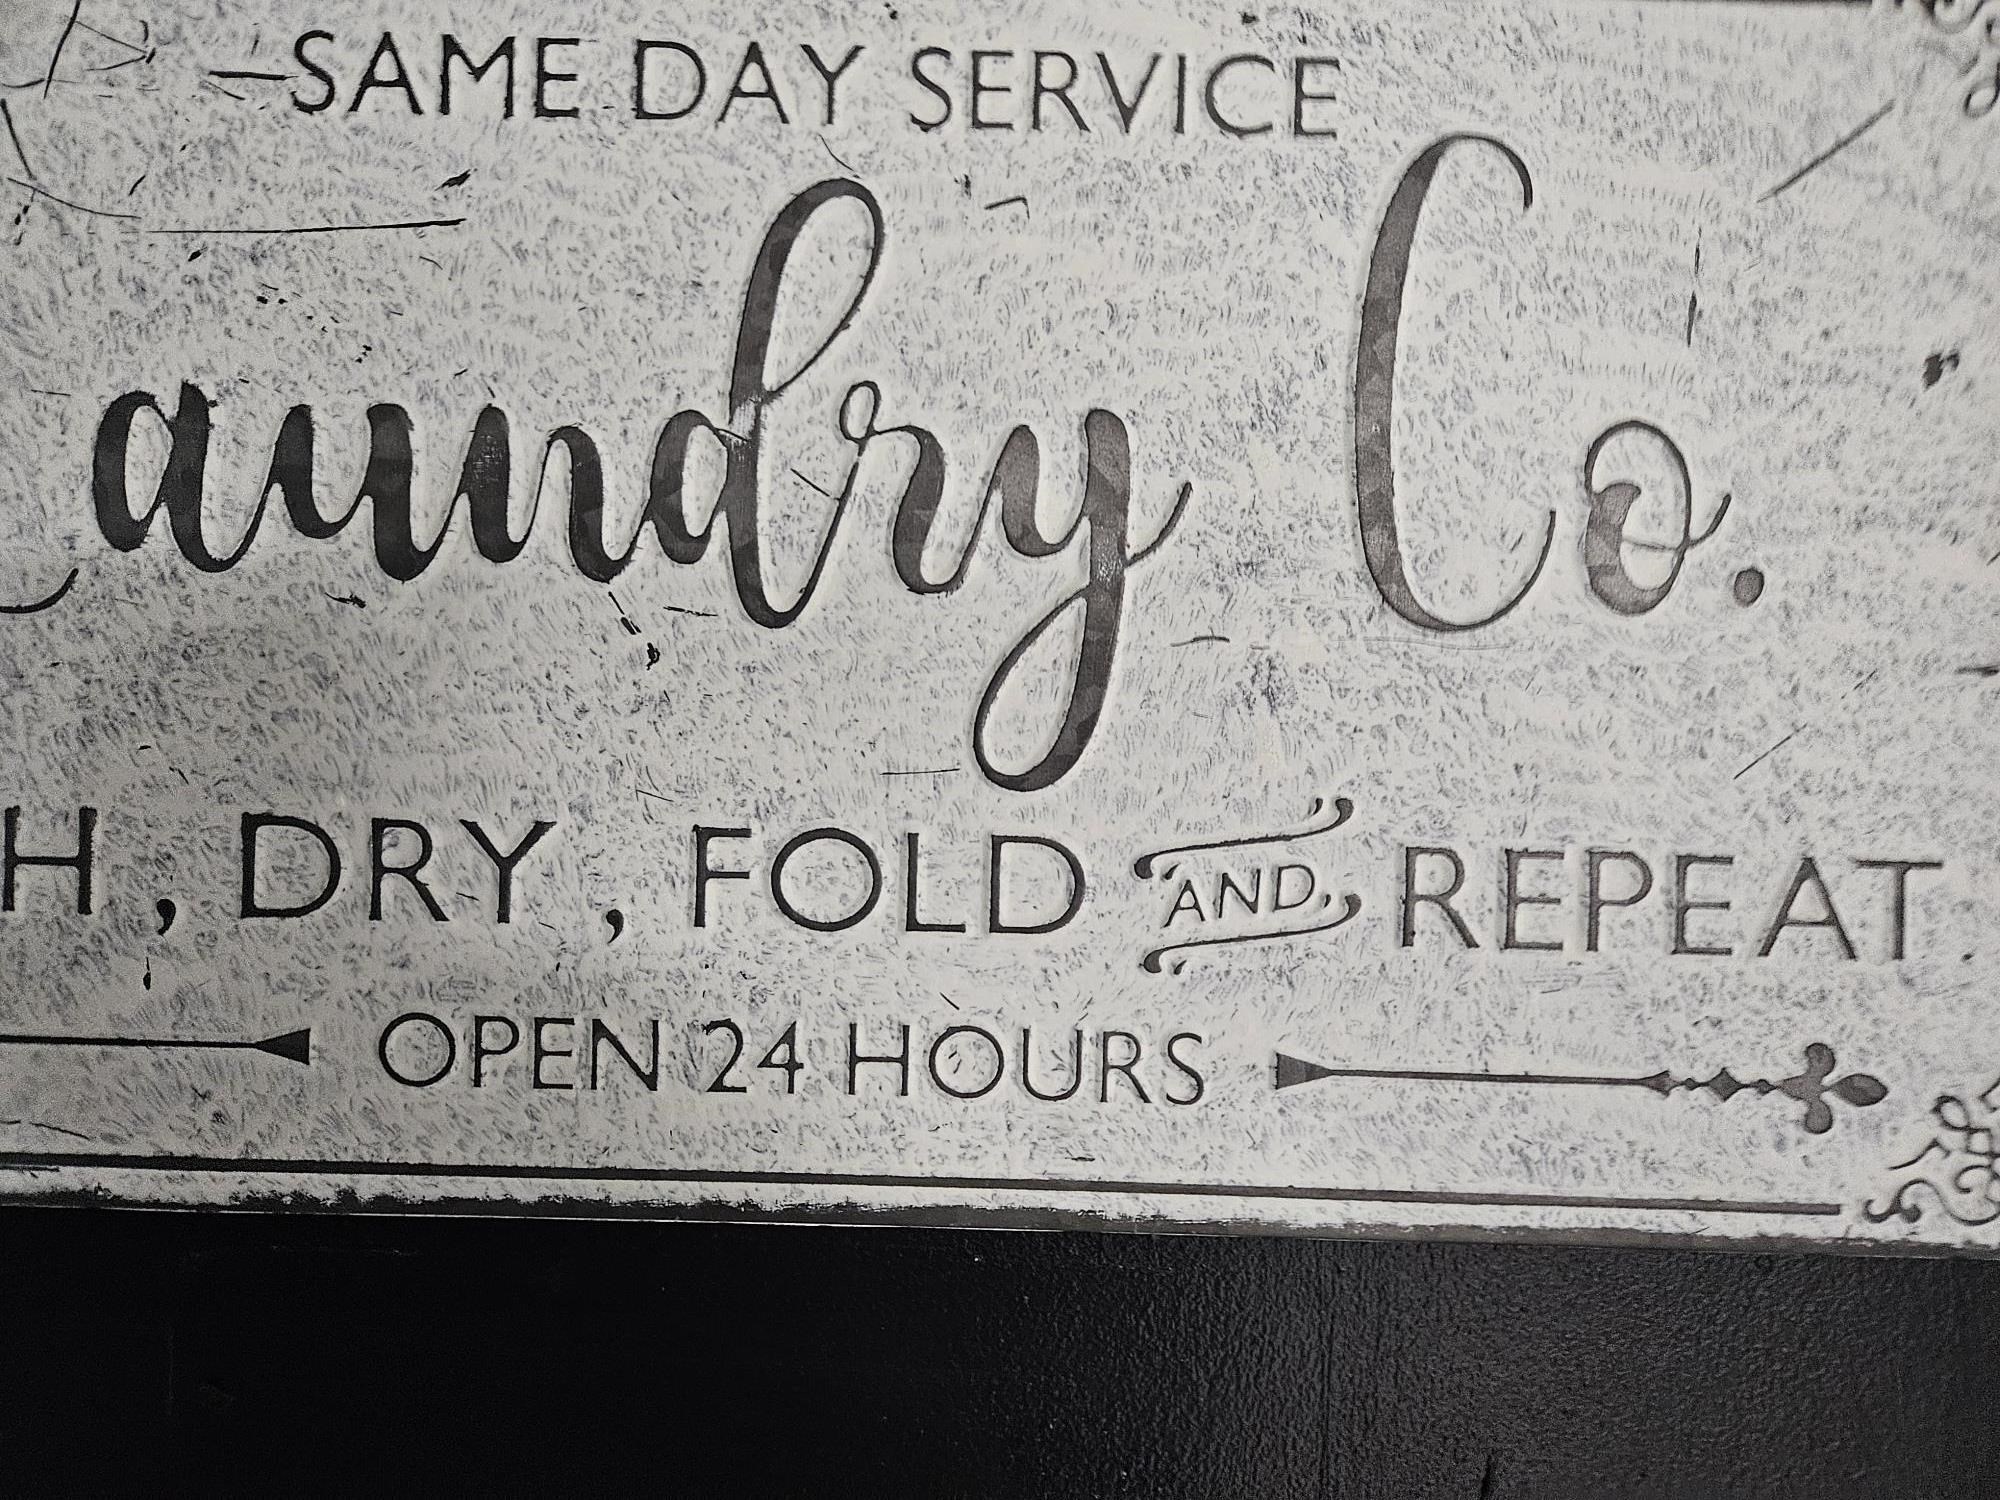 SAME DAY SERVICE
aundry Co.
H, DRY, FOLD AND REPEAT.
OPEN 24 HOURS